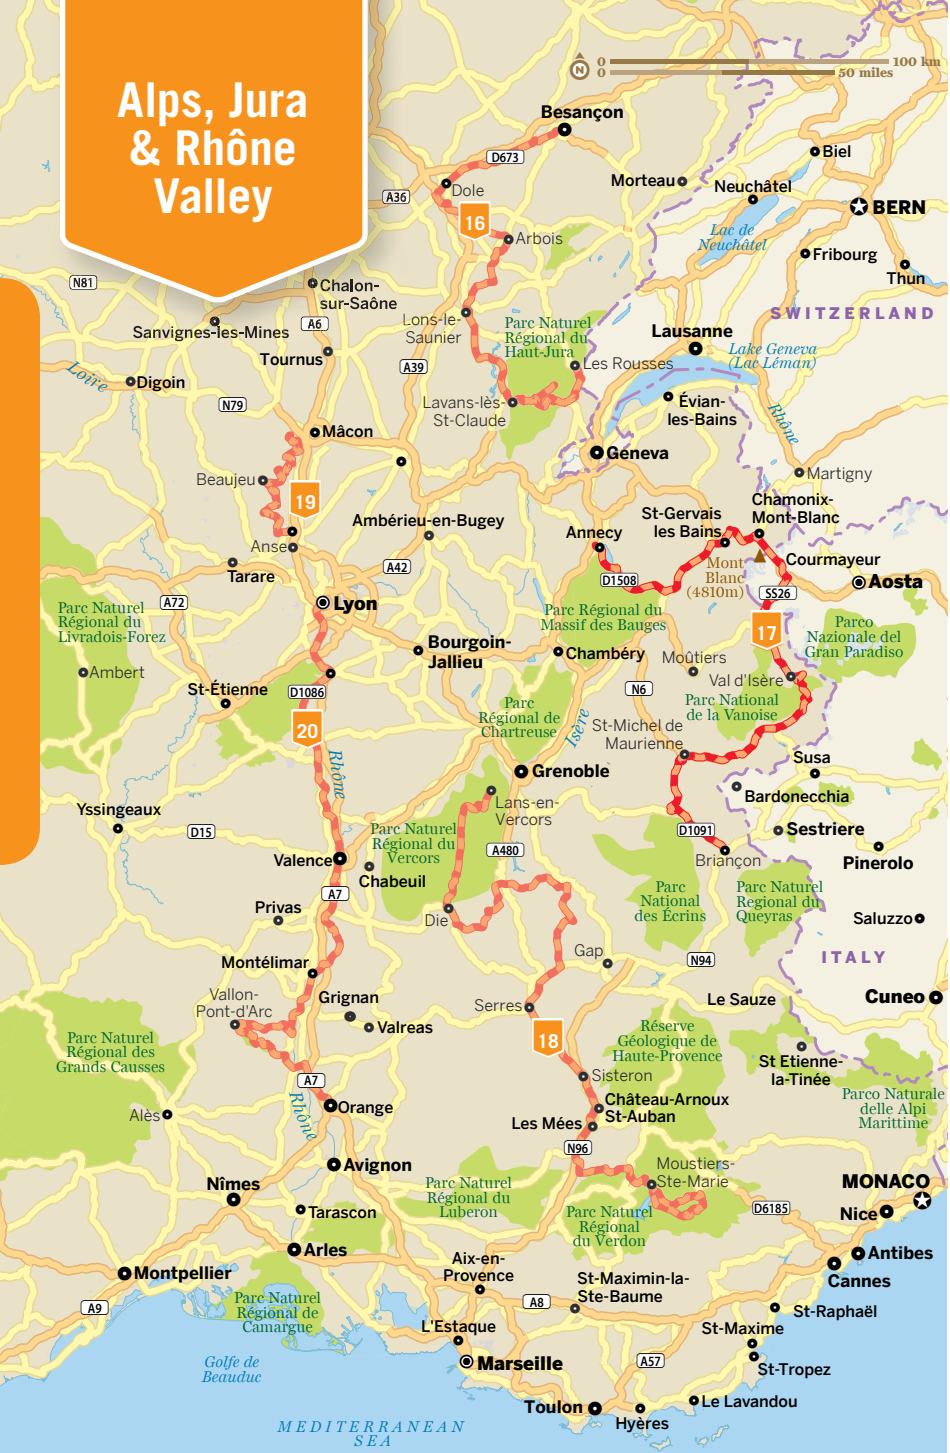 Alps, Jura
& Rhône
Valley
0
100 km
N
0
50 miles
Besançon
D673
Biel
Morteau
Neuchâtel
Dole
A36
BERN
16
Arbois
Lac de
Neuchâtel
Fribourg
Thun
N81
Chalon-
sur-Saône
SWITZERLAND
A6
Lons-le-
Saunier
Sanvignes-les-Mines
Parc Naturel
Régional du
Haut-Jura
Lausanne
Lake Geneva
(Lac Léman)
Tournus
A39
Les Rousses
Loire
Digoin
N79
Lavans-lès-
St-Claude
Évian-
les-Bains
Rhône
Mâcon
Geneva
Beaujeu
Martigny
19
Chamonix-
Mont-Blanc
St-Gervais
les Bains
Ambérieu-en-Bugey
Annecy
Anse
Mont
Blanc
(4810m)
Courmayeur
A42
Tarare
D1508
Aosta
SS26
A72
Lyon
Parc Naturel
Régional du
Livradois-Forez
Parc Régional du
Massif des Bauges
17
Parco
Nazionale del
Gran Paradiso
Bourgoin-
Jallieu
Chambéry
Moûtiers
Ambert
Val d'Isère
St-Étienne
D1086
N6
Parc National
de la Vanoise
Parc
Régional de
Chartreuse
Isère
20
St-Michel de
Maurienne
Rhône
Susa
Grenoble
Bardonecchia
Lans-en-
Vercors
Yssingeaux
D15
Parc Naturel
Régional du
Vercors
D1091
Sestriere
A480
Valence
Briançon
Pinerolo
Chabeuil
A7
Parc
National
des Écrins
Parc Naturel
Regional du
Queyras
Privas
Die
Saluzzo
Gap
N94
ITALY
Montélimar
Vallon-
Pont-d'Arc
Grignan
Serres
Le Sauze
Cuneo
Valreas
18
Réserve
Géologique de
Haute-Provence
Parc Naturel
Régional des
Grands Causses
St Etienne-
la-Tinée
A7
Sisteron
Parco Naturale
delle Alpi
Marittime
Rhône
Orange
Château-Arnoux
St-Auban
Alès
Les Mées
N96
Avignon
Moustiers-
Ste-Marie
Nîmes
Parc Naturel
Régional du
Luberon
MONACO
Tarascon
Parc Naturel
Régional
du Verdon
D6185
Nice
Arles
Antibes
Montpellier
Aix-en-
Provence
St-Maximin-la-
Ste-Baume
Cannes
A9
Parc Naturel
Régional de
Camargue
A8
St-Raphaël
L'Estaque
St-Maxime
Golfe de
Beauduc
Marseille
A57
St-Tropez
Le Lavandou
Toulon
Hyères
MEDITERRANEAN
SEA